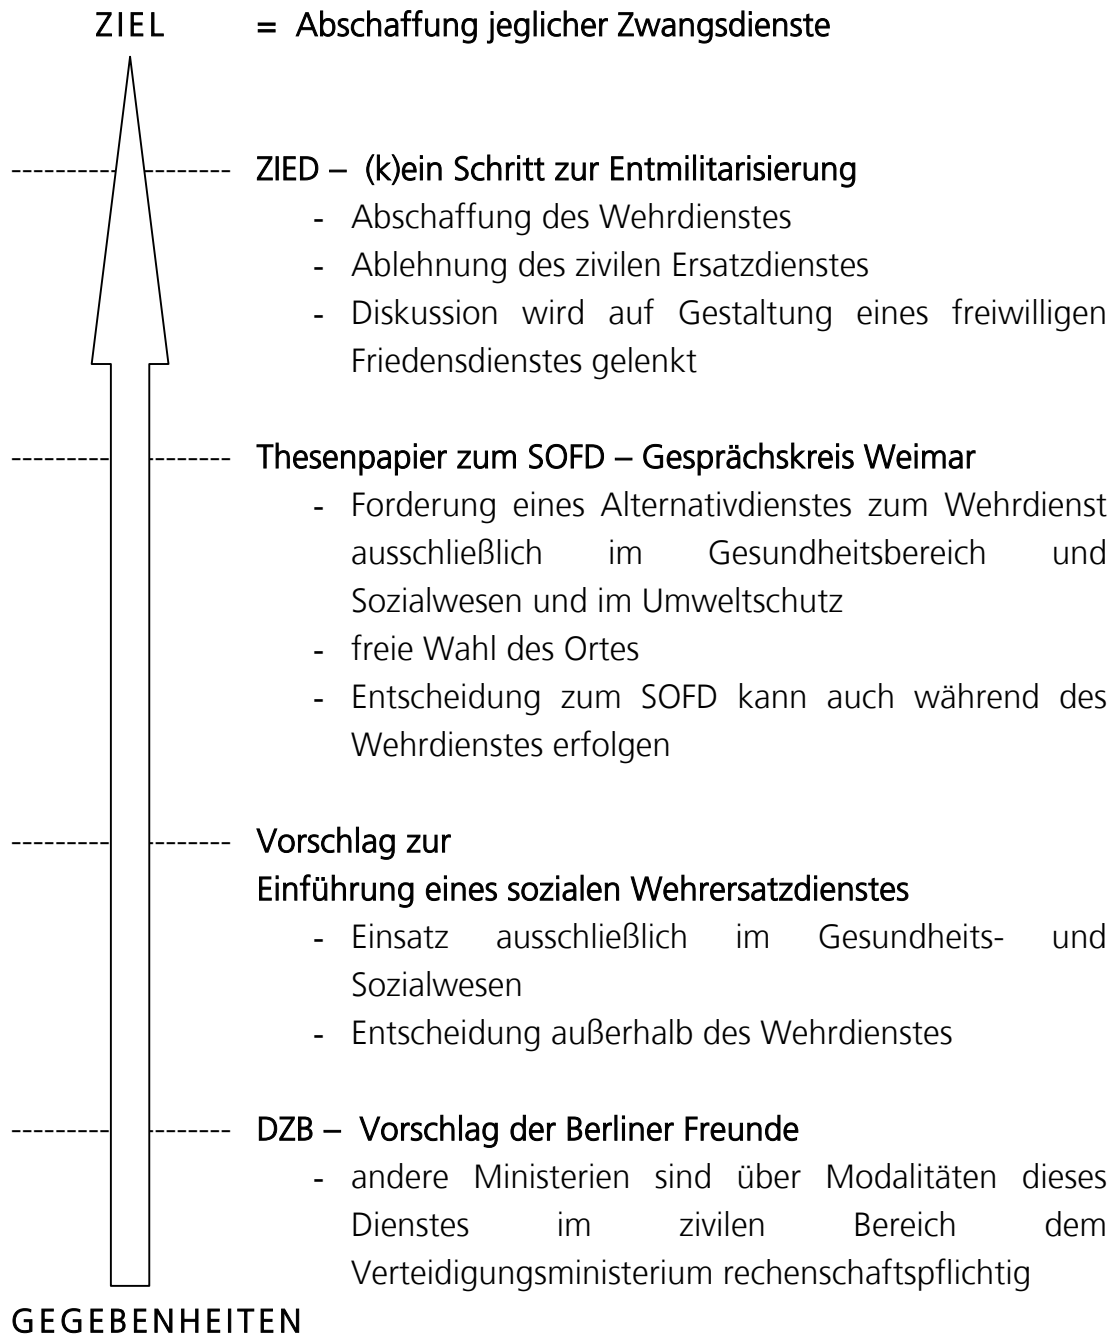 ZIEL = Abschaffung jeglicher Zwangsdienste
ZIED – (k)ein Schritt zur Entmilitarisierung
- Abschaffung des Wehrdienstes
- Ablehnung des zivilen Ersatzdienstes
- Diskussion wird auf Gestaltung eines freiwilligen
Friedensdienstes gelenkt
Thesenpapier zum SOFD – Gesprächskreis Weimar
- Forderung eines Alternativdienstes zum Wehrdienst
ausschließlich im Gesundheitsbereich und
Sozialwesen und im Umweltschutz
- freie Wahl des Ortes
- Entscheidung zum SOFD kann auch während des
Wehrdienstes erfolgen
Vorschlag zur
Einführung eines sozialen Wehrersatzdienstes
- Einsatz ausschließlich im Gesundheits- und
Sozialwesen
- Entscheidung außerhalb des Wehrdienstes
DZB – Vorschlag der Berliner Freunde
- andere Ministerien sind über Modalitäten dieses
Dienstes im zivilen Bereich dem
Verteidigungsministerium rechenschaftspflichtig
GEGEBENHEITEN